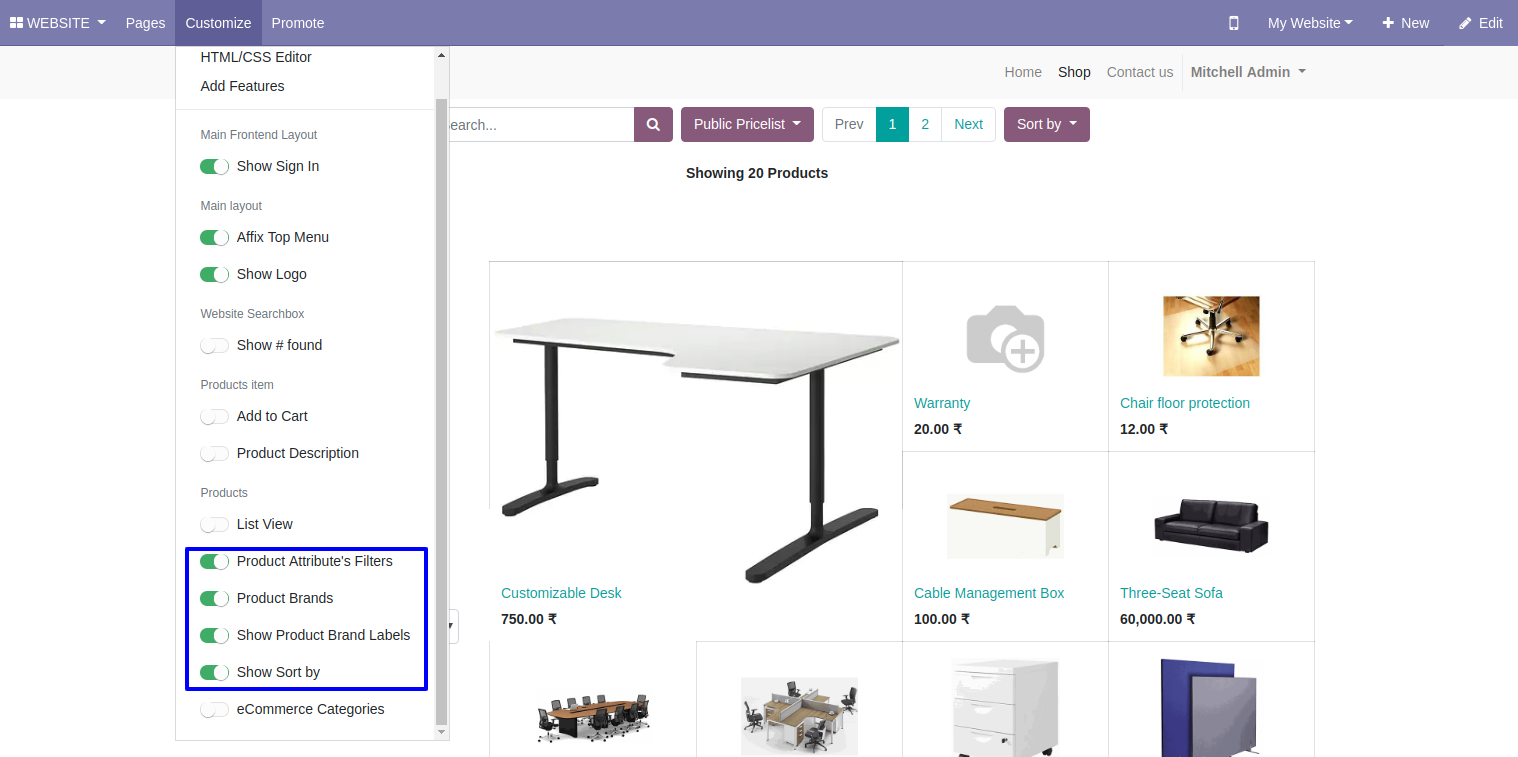 WEBSITE Pages Customize Promote My Website New Edit
HTML/CSS Editor
Add Features
Home Shop Contact us Mitchell Admin
earch... Public Pricelist Prev 1 2 Next Sort by
Showing 20 Products
Main Frontend Layout
Show Sign In
Main layout
Affix Top Menu
Show Logo
Website Searchbox
Show # found
Products item
Add to Cart
Product Description
Products
List View
Product Attribute's Filters
Product Brands
Show Product Brand Labels
Show Sort by
eCommerce Categories
Warranty
20.00 ₹
Chair floor protection
12.00 ₹
Customizable Desk
750.00 ₹
Cable Management Box
100.00 ₹
Three-Seat Sofa
60,000.00 ₹